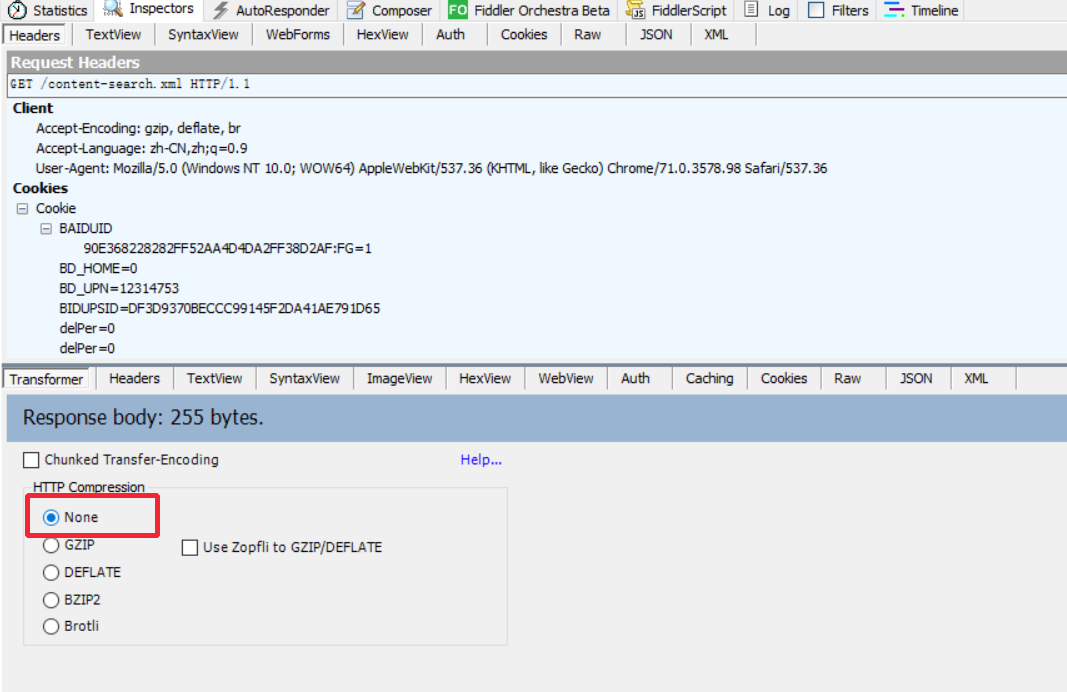 Statistics Inspectors AutoResponder Composer FO Fiddler Orchestra Beta JS FiddlerScript Log Filters Timeline
Headers TextView SyntaxView WebForms HexView Auth Cookies Raw JSON XML
Request Headers
GET /content-search.xml HTTP/1.1
Client
Accept-Encoding: gzip, deflate, br
Accept-Language: zh-CN,zh;q=0.9
User-Agent: Mozilla/5.0 (Windows NT 10.0; WOW64) AppleWebKit/537.36 (KHTML, like Gecko) Chrome/71.0.3578.98 Safari/537.36
Cookies
Cookie
BAIDUID
90E368228282FF52AA4D4DA2FF38D2AF:FG=1
BD_HOME=0
BD_UPN=12314753
BIDUPSID=DF3D9370BECCC99145F2DA41AE791D65
delPer=0
delPer=0
Transformer Headers TextView SyntaxView ImageView HexView WebView Auth Caching Cookies Raw JSON XML
Response body: 255 bytes.
Chunked Transfer-Encoding Help...
HTTP Compression
None
GZIP Use Zopfli to GZIP/DEFLATE
DEFLATE
BZIP2
Brotli